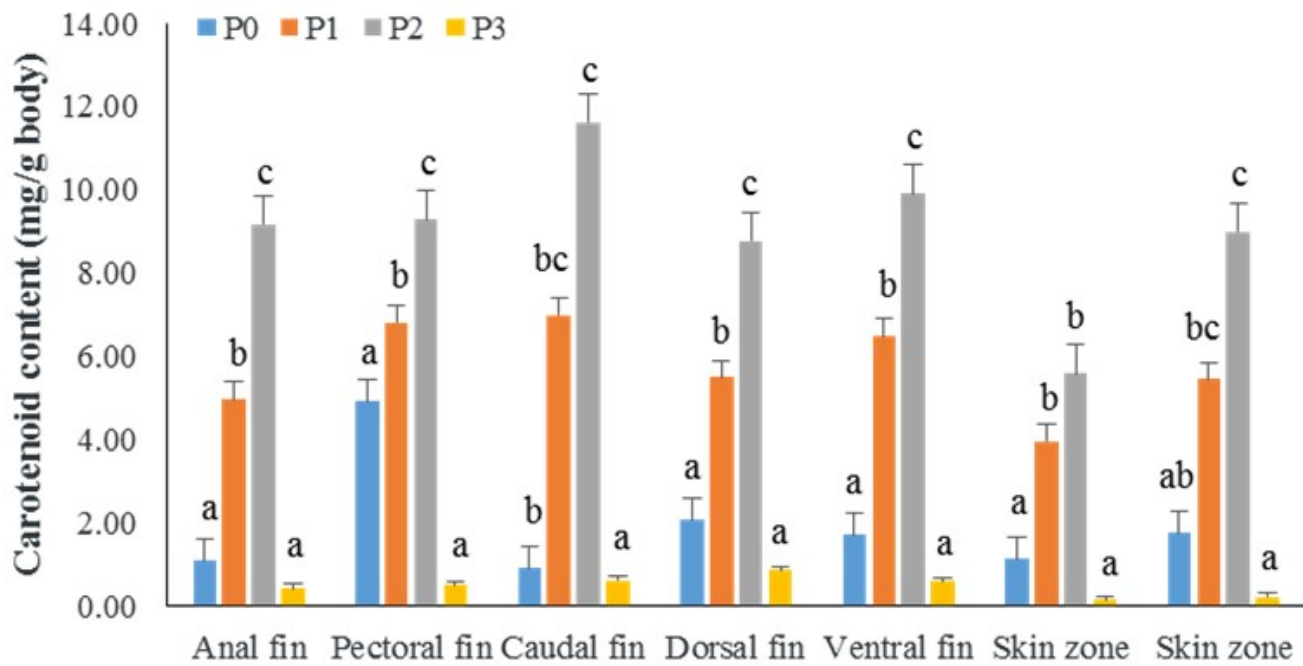 Carotenoid content (mg/g body)
14.00
12.00
10.00
8.00
6.00
4.00
2.00
0.00
P0 P1 P2 P3
a b c a
a b c a
b bc c a
a b c a
a b c a
a b b a
ab bc c a
Anal fin Pectoral fin Caudal fin Dorsal fin Ventral fin Skin zone Skin zone